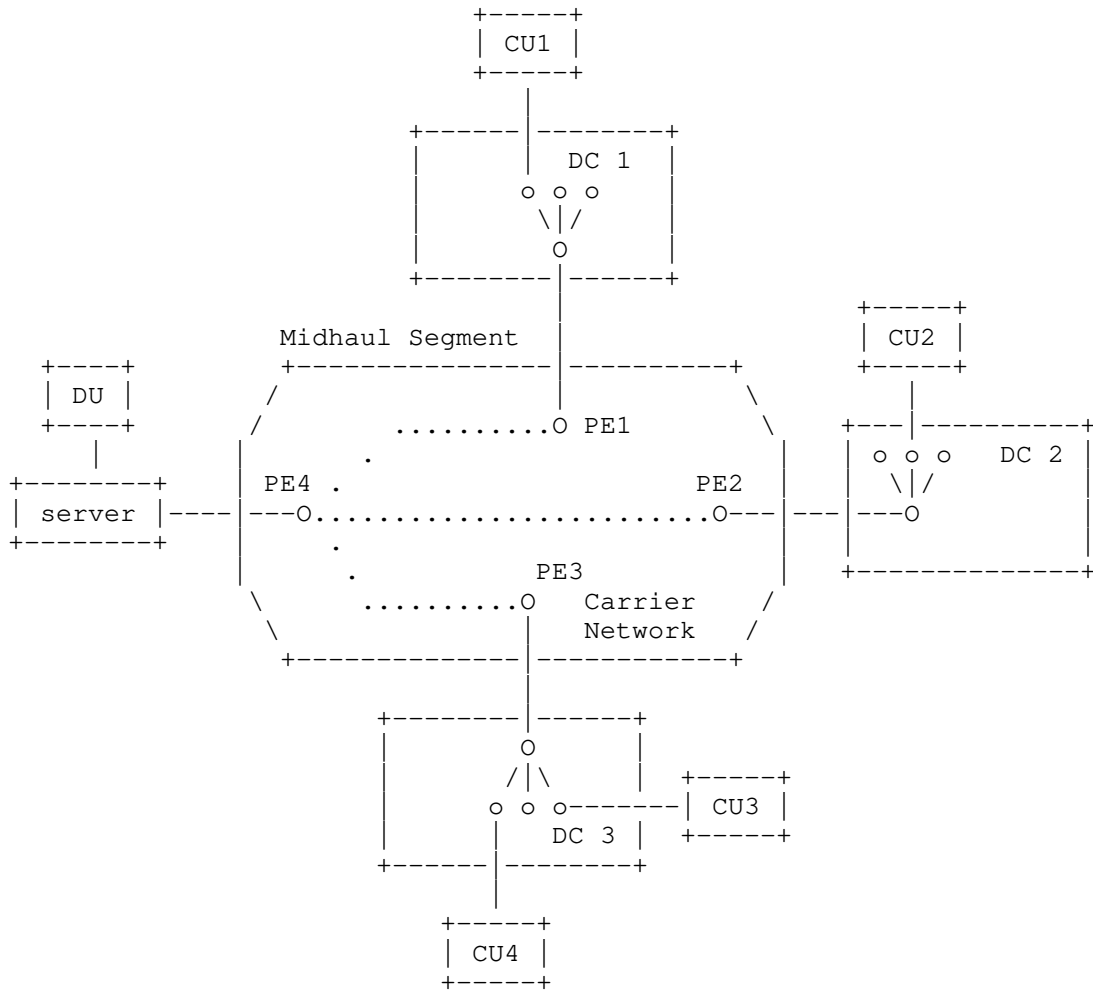 CU1
DC 1
Midhaul Segment
CU2
DU
PE1
DC 2
PE4
PE2
server
PE3
Carrier
Network
CU3
DC 3
CU4